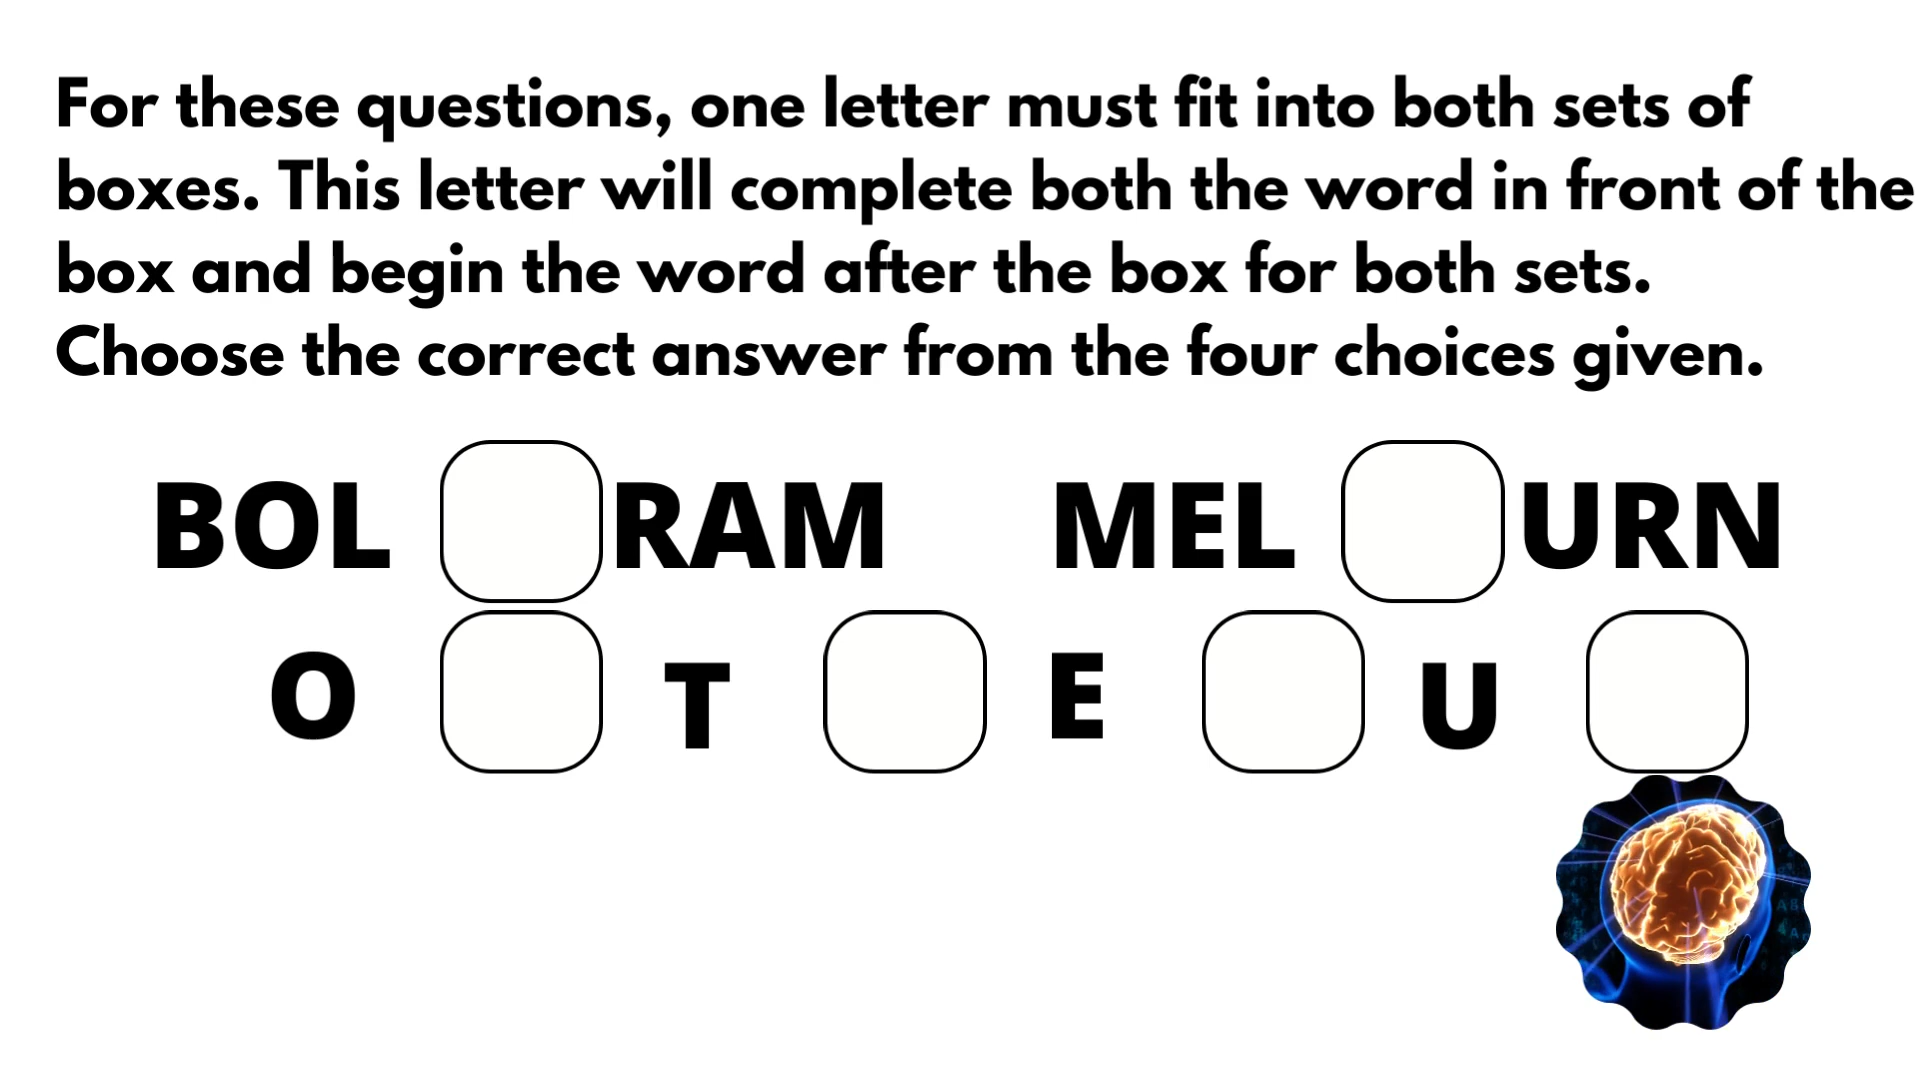 For these questions, one letter must fit into both sets of
boxes. This letter will complete both the word in front of the
box and begin the word after the box for both sets.
Choose the correct answer from the four choices given.
BOL RAM MEL URN
O T E U